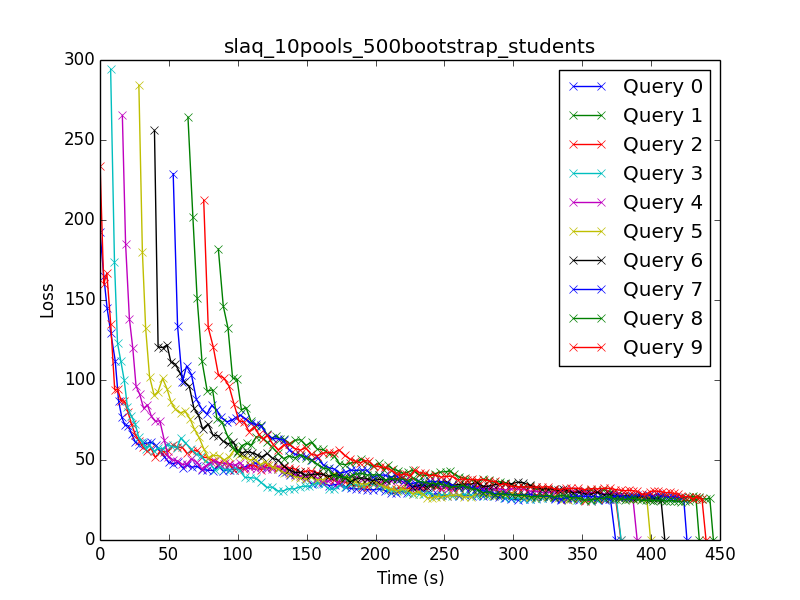 slaq_10pools_500bootstrap_students
300
250
200
150
100
50
0
Loss
Query 0
Query 1
Query 2
Query 3
Query 4
Query 5
Query 6
Query 7
Query 8
Query 9
0 50 100 150 200 250 300 350 400 450
Time (s)